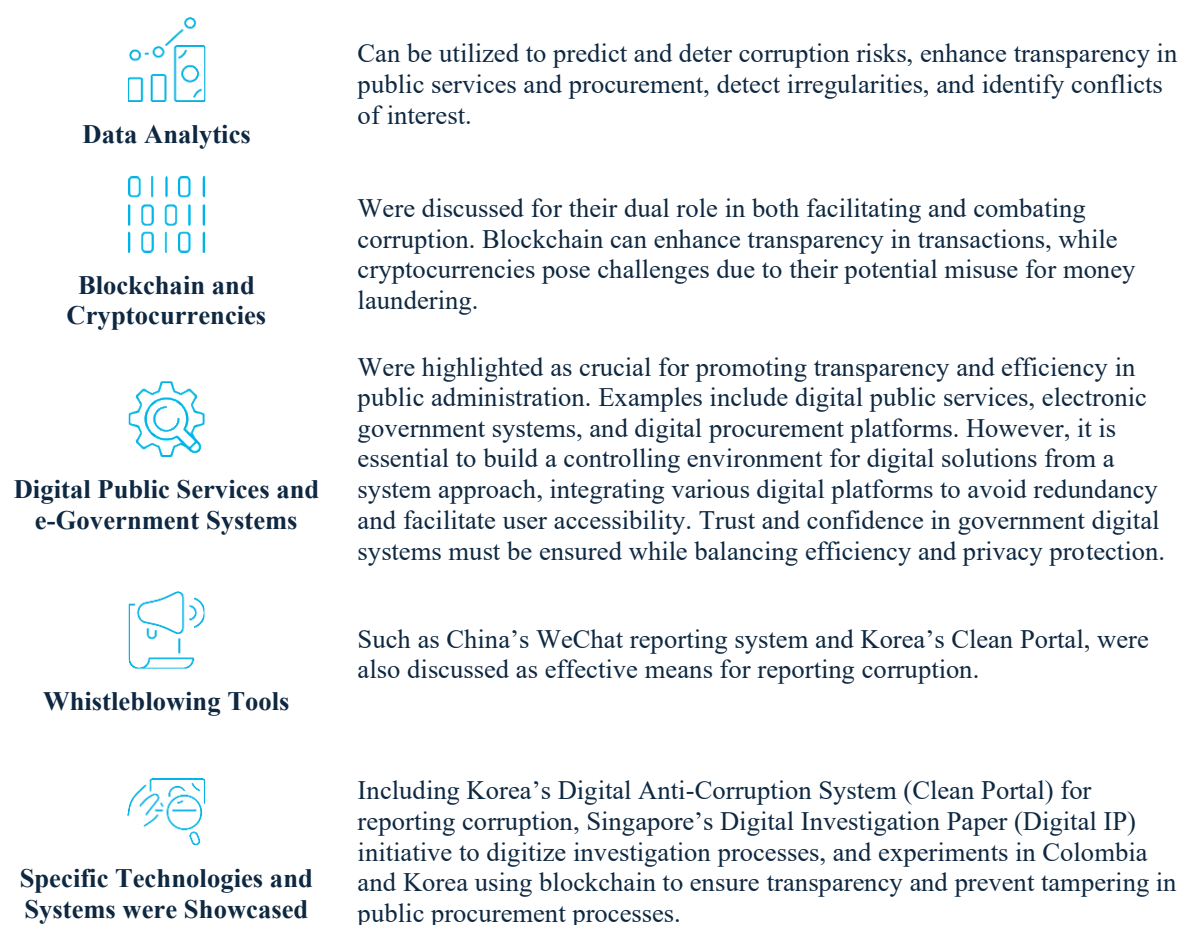 Can be utilized to predict and deter corruption risks, enhance transparency in
public services and procurement, detect irregularities, and identify conflicts
of interest.
Data Analytics
01101
10011
10101
Were discussed for their dual role in both facilitating and combating
corruption. Blockchain can enhance transparency in transactions, while
cryptocurrencies pose challenges due to their potential misuse for money
laundering.
Blockchain and
Cryptocurrencies
Were highlighted as crucial for promoting transparency and efficiency in
public administration. Examples include digital public services, electronic
government systems, and digital procurement platforms. However, it is
essential to build a controlling environment for digital solutions from a
system approach, integrating various digital platforms to avoid redundancy
and facilitate user accessibility. Trust and confidence in government digital
systems must be ensured while balancing efficiency and privacy protection.
Digital Public Services and
e-Government Systems
Such as China’s WeChat reporting system and Korea’s Clean Portal, were
also discussed as effective means for reporting corruption.
Whistleblowing Tools
Including Korea’s Digital Anti-Corruption System (Clean Portal) for
reporting corruption, Singapore’s Digital Investigation Paper (Digital IP)
initiative to digitize investigation processes, and experiments in Colombia
and Korea using blockchain to ensure transparency and prevent tampering in
public procurement processes.
Specific Technologies and
Systems were Showcased